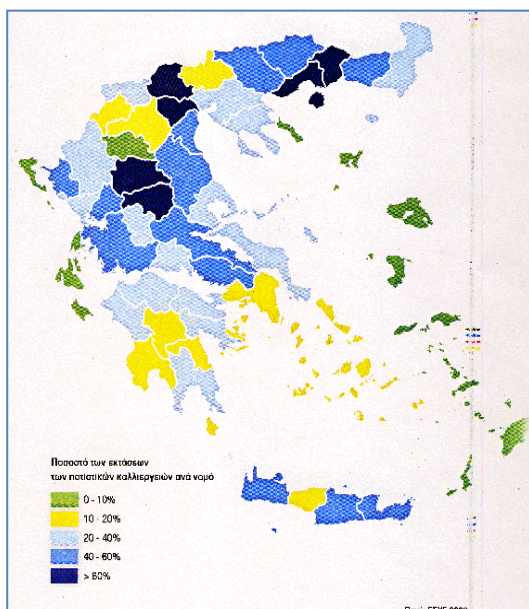 Ποσοστό των εκτάσεων
των ποτιστικών καλλιεργειών ανά νομό
0 - 10%
10 - 20%
20 - 40%
40 - 60%
> 60%